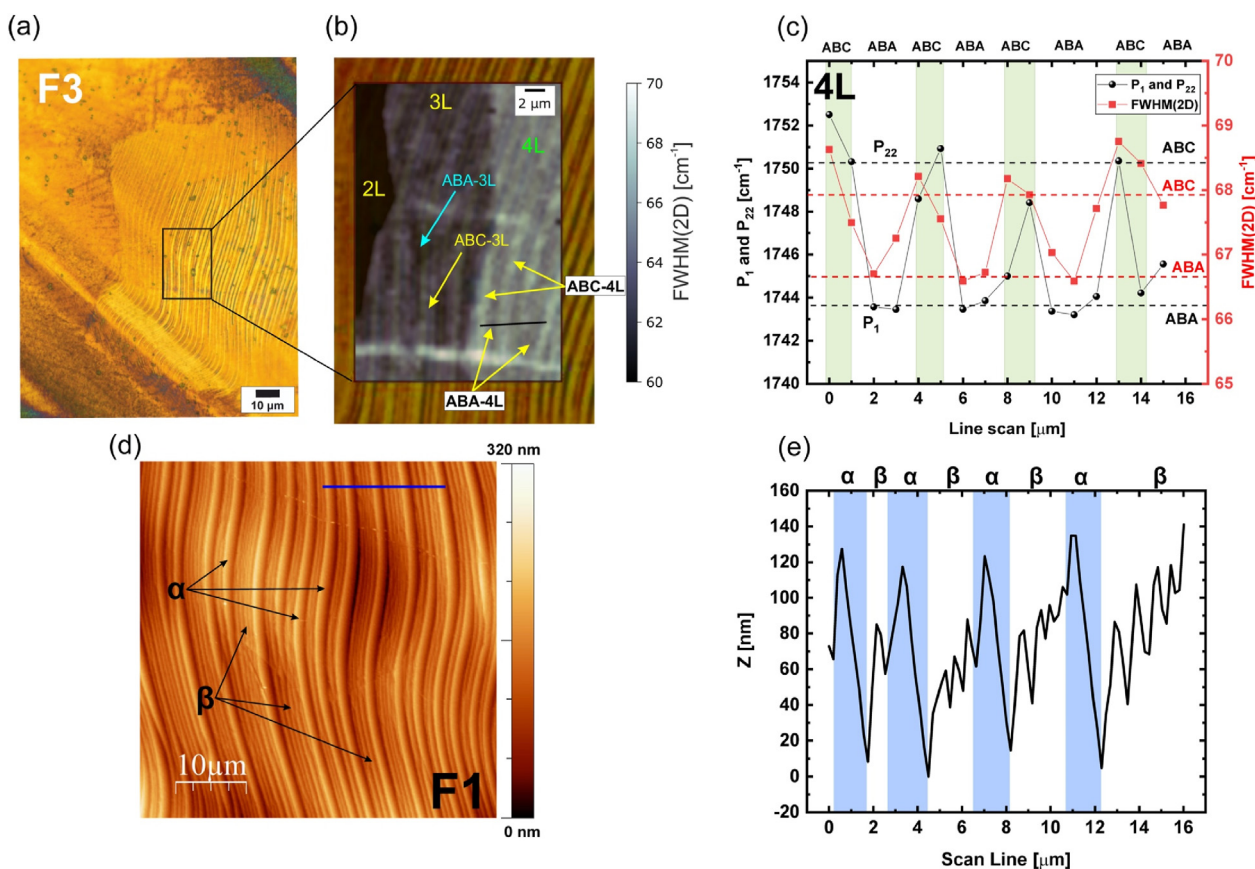 (a)
F3
10 μm
(b)
2 μm
3L
4L
2L
ABA-3L
ABC-3L
ABC-4L
ABA-4L
70
68
66
64
62
60
FWHM(2D) [cm⁻¹]
(c)
ABC ABA ABC ABA ABC ABA ABC ABA
4L
P₁ and P₂₂
FWHM(2D)
P₂₂
ABC
ABC
ABA
P₁
ABA
1754
1752
1750
1748
1746
1744
1742
1740
P₁ and P₂₂ [cm⁻¹]
70
69
68
67
66
65
FWHM(2D) [cm⁻¹]
0 2 4 6 8 10 12 14 16
Line scan [μm]
(d)
320 nm
α
β
10μm
F1
0 nm
(e)
α β α β α β α β
160
140
120
100
80
60
40
20
0
-20
Z [nm]
0 2 4 6 8 10 12 14 16
Scan Line [μm]